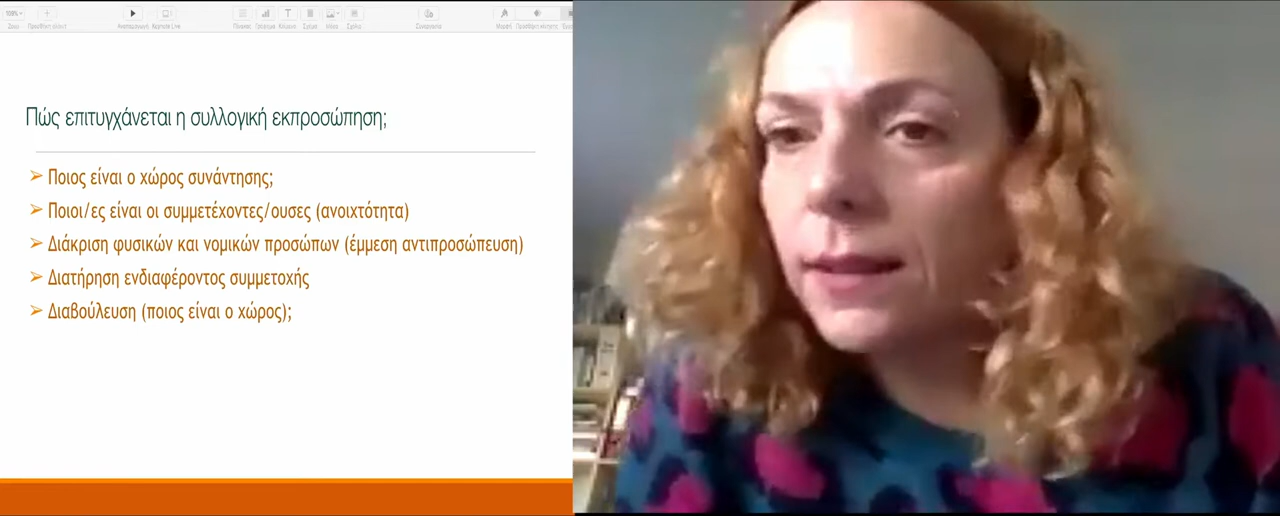 109%
Πώς επιτυγχάνεται η συλλογική εκπροσώπηση;
➢ Ποιος είναι ο χώρος συνάντησης;
➢ Ποιοι/ες είναι οι συμμετέχοντες/ουσες (ανοιχτότητα)
➢ Διάκριση φυσικών και νομικών προσώπων (έμμεση αντιπροσώπευση)
➢ Διατήρηση ενδιαφέροντος συμμετοχής
➢ Διαβούλευση (ποιος είναι ο χώρος);